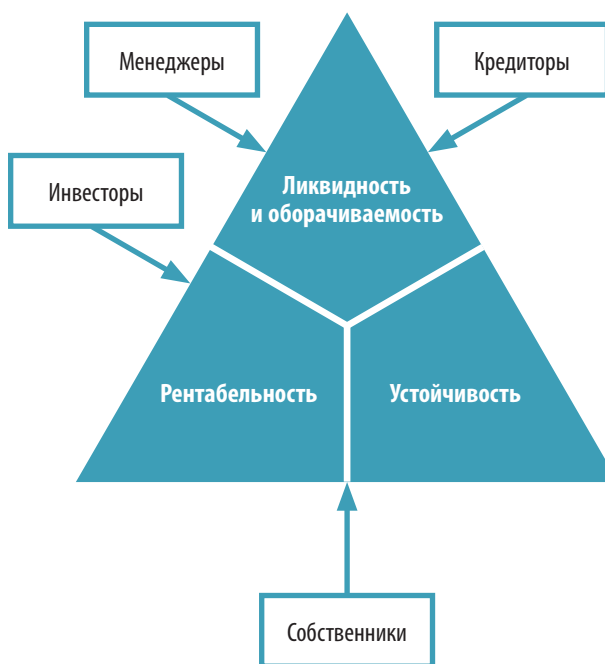 Менеджеры
Кредиторы
Инвесторы
Ликвидность
и оборачиваемость
Рентабельность
Устойчивость
Собственники